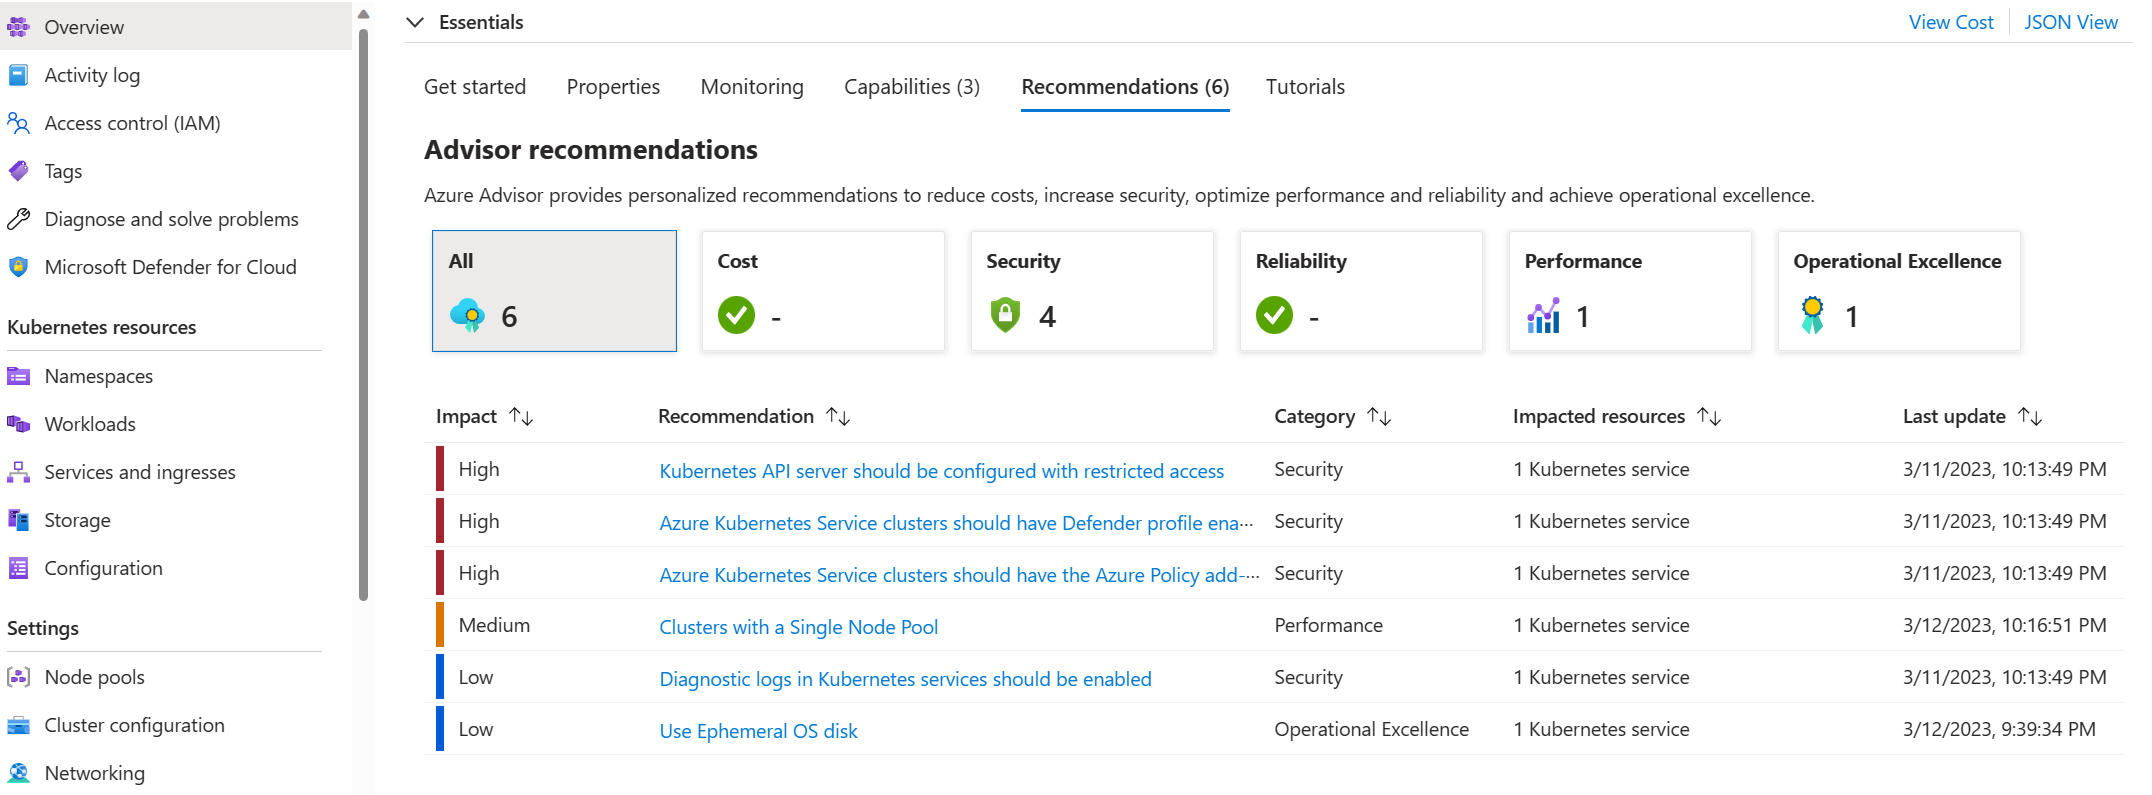 Overview
Activity log
Access control (IAM)
Tags
Diagnose and solve problems
Microsoft Defender for Cloud
Kubernetes resources
Namespaces
Workloads
Services and ingresses
Storage
Configuration
Settings
Node pools
Cluster configuration
Networking
Essentials
View Cost JSON View
Get started Properties Monitoring Capabilities (3) Recommendations (6) Tutorials
Advisor recommendations
Azure Advisor provides personalized recommendations to reduce costs, increase security, optimize performance and reliability and achieve operational excellence.
All Cost Security Reliability Performance Operational Excellence
6 - 4 - 1 1
Impact Recommendation Category Impacted resources Last update
High Kubernetes API server should be configured with restricted access Security 1 Kubernetes service 3/11/2023, 10:13:49 PM
High Azure Kubernetes Service clusters should have Defender profile ena··· Security 1 Kubernetes service 3/11/2023, 10:13:49 PM
High Azure Kubernetes Service clusters should have the Azure Policy add-··· Security 1 Kubernetes service 3/11/2023, 10:13:49 PM
Medium Clusters with a Single Node Pool Performance 1 Kubernetes service 3/12/2023, 10:16:51 PM
Low Diagnostic logs in Kubernetes services should be enabled Security 1 Kubernetes service 3/11/2023, 10:13:49 PM
Low Use Ephemeral OS disk Operational Excellence 1 Kubernetes service 3/12/2023, 9:39:34 PM